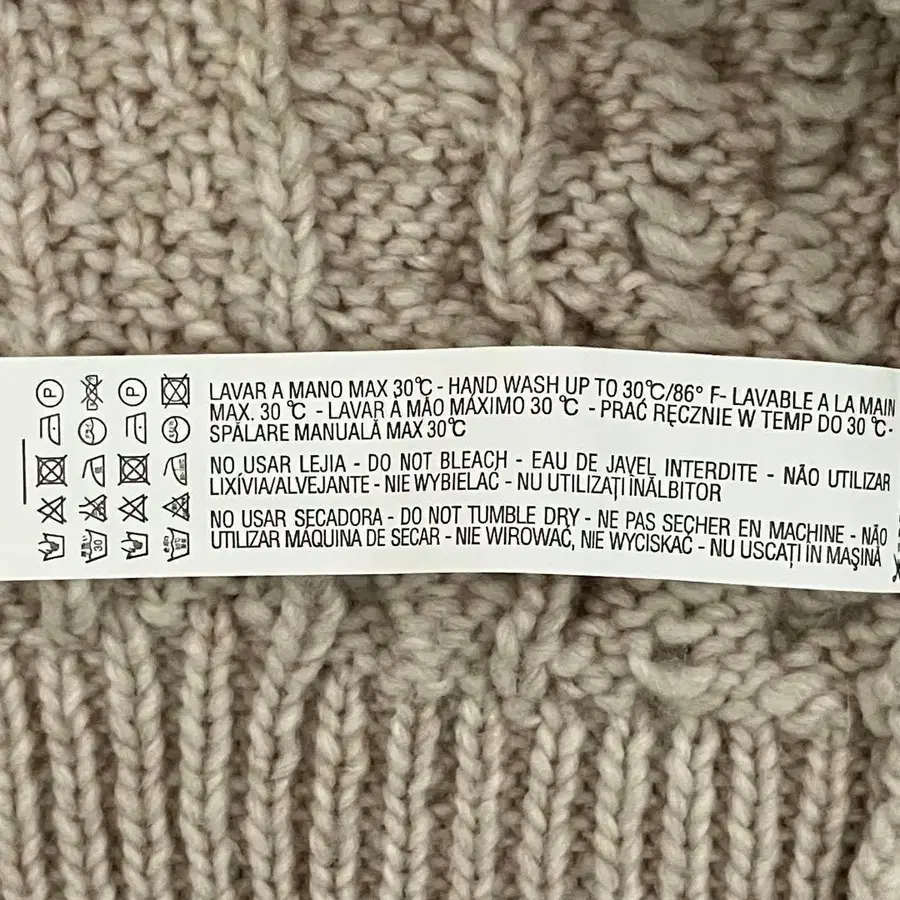 LAVAR A MANO MAX 30°C - HAND WASH UP TO 30°C/86° F- LAVABLE A LA MAIN
MAX. 30 °C - LAVAR À MÃO MÁXIMO 30 °C - PRAĆ RĘCZNIE W TEMP DO 30 °C-
SPĂLARE MANUALĂ MAX 30°C
NO USAR LEJIA - DO NOT BLEACH - EAU DE JAVEL INTERDITE - NÃO UTILIZAR
LIXÍVIA/ALVEJANTE - NIE WYBIELAĆ - NU UTILIZAȚI ÎNĂLBITOR
NO USAR SECADORA - DO NOT TUMBLE DRY - NE PAS SECHER EN MACHINE - NÃO
UTILIZAR MÁQUINA DE SECAR - NIE WIROWAĆ, NIE WYCISKAĆ - NU USCAȚI ÎN MAȘINĂ